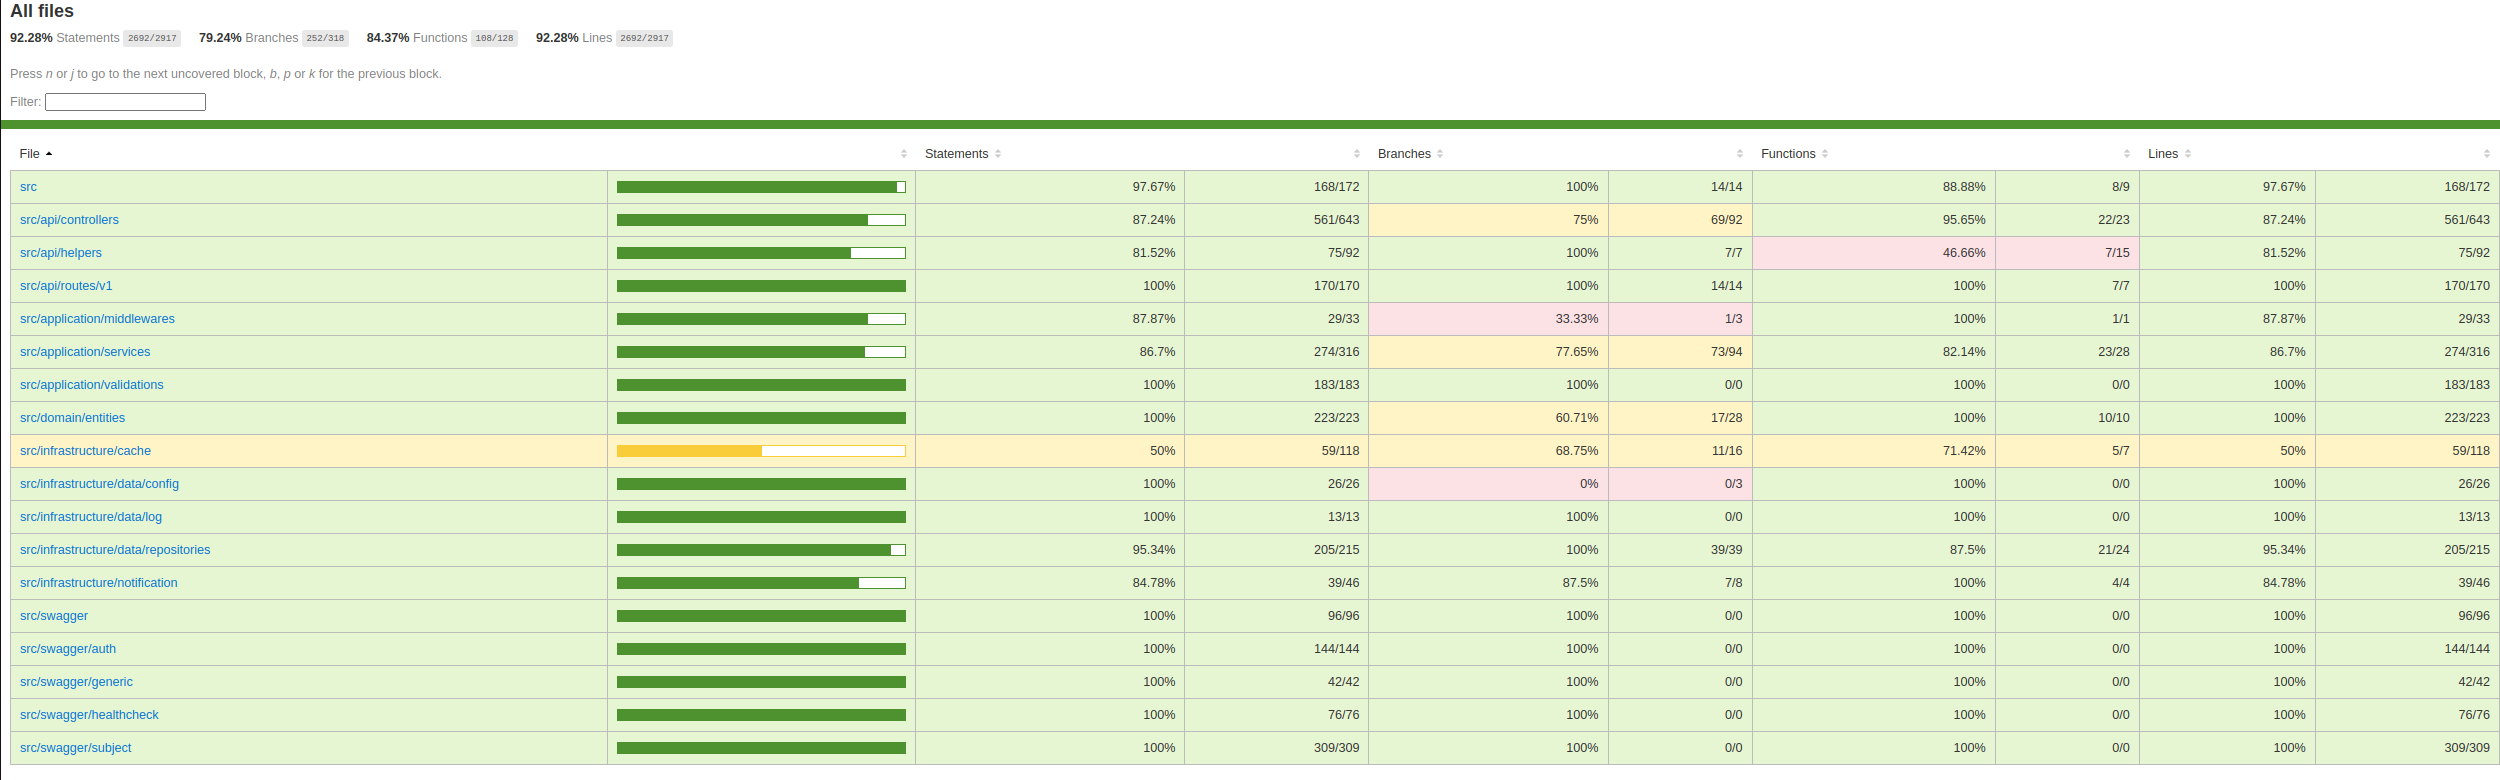 All files
92.28% Statements 2692/2917 79.24% Branches 252/318 84.37% Functions 108/128 92.28% Lines 2692/2917
Press n or j to go to the next uncovered block, b, p or k for the previous block.
Filter:
File Statements Branches Functions Lines
src 97.67% 168/172 100% 14/14 88.88% 8/9 97.67% 168/172
src/api/controllers 87.24% 561/643 75% 69/92 95.65% 22/23 87.24% 561/643
src/api/helpers 81.52% 75/92 100% 7/7 46.66% 7/15 81.52% 75/92
src/api/routes/v1 100% 170/170 100% 14/14 100% 7/7 100% 170/170
src/application/middlewares 87.87% 29/33 33.33% 1/3 100% 1/1 87.87% 29/33
src/application/services 86.7% 274/316 77.65% 73/94 82.14% 23/28 86.7% 274/316
src/application/validations 100% 183/183 100% 0/0 100% 0/0 100% 183/183
src/domain/entities 100% 223/223 60.71% 17/28 100% 10/10 100% 223/223
src/infrastructure/cache 50% 59/118 68.75% 11/16 71.42% 5/7 50% 59/118
src/infrastructure/data/config 100% 26/26 0% 0/3 100% 0/0 100% 26/26
src/infrastructure/data/log 100% 13/13 100% 0/0 100% 0/0 100% 13/13
src/infrastructure/data/repositories 95.34% 205/215 100% 39/39 87.5% 21/24 95.34% 205/215
src/infrastructure/notification 84.78% 39/46 87.5% 7/8 100% 4/4 84.78% 39/46
src/swagger 100% 96/96 100% 0/0 100% 0/0 100% 96/96
src/swagger/auth 100% 144/144 100% 0/0 100% 0/0 100% 144/144
src/swagger/generic 100% 42/42 100% 0/0 100% 0/0 100% 42/42
src/swagger/healthcheck 100% 76/76 100% 0/0 100% 0/0 100% 76/76
src/swagger/subject 100% 309/309 100% 0/0 100% 0/0 100% 309/309